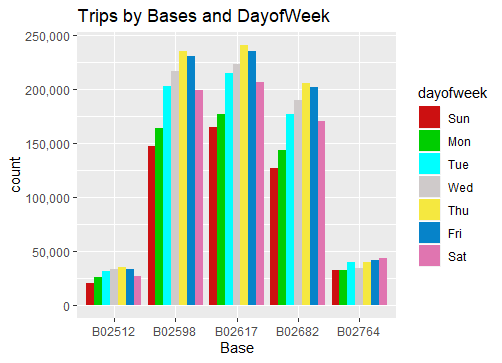 Trips by Bases and DayofWeek
250,000
200,000
150,000
100,000
50,000
0
count
B02512 B02598 B02617 B02682 B02764
Base
dayofweek
Sun
Mon
Tue
Wed
Thu
Fri
Sat